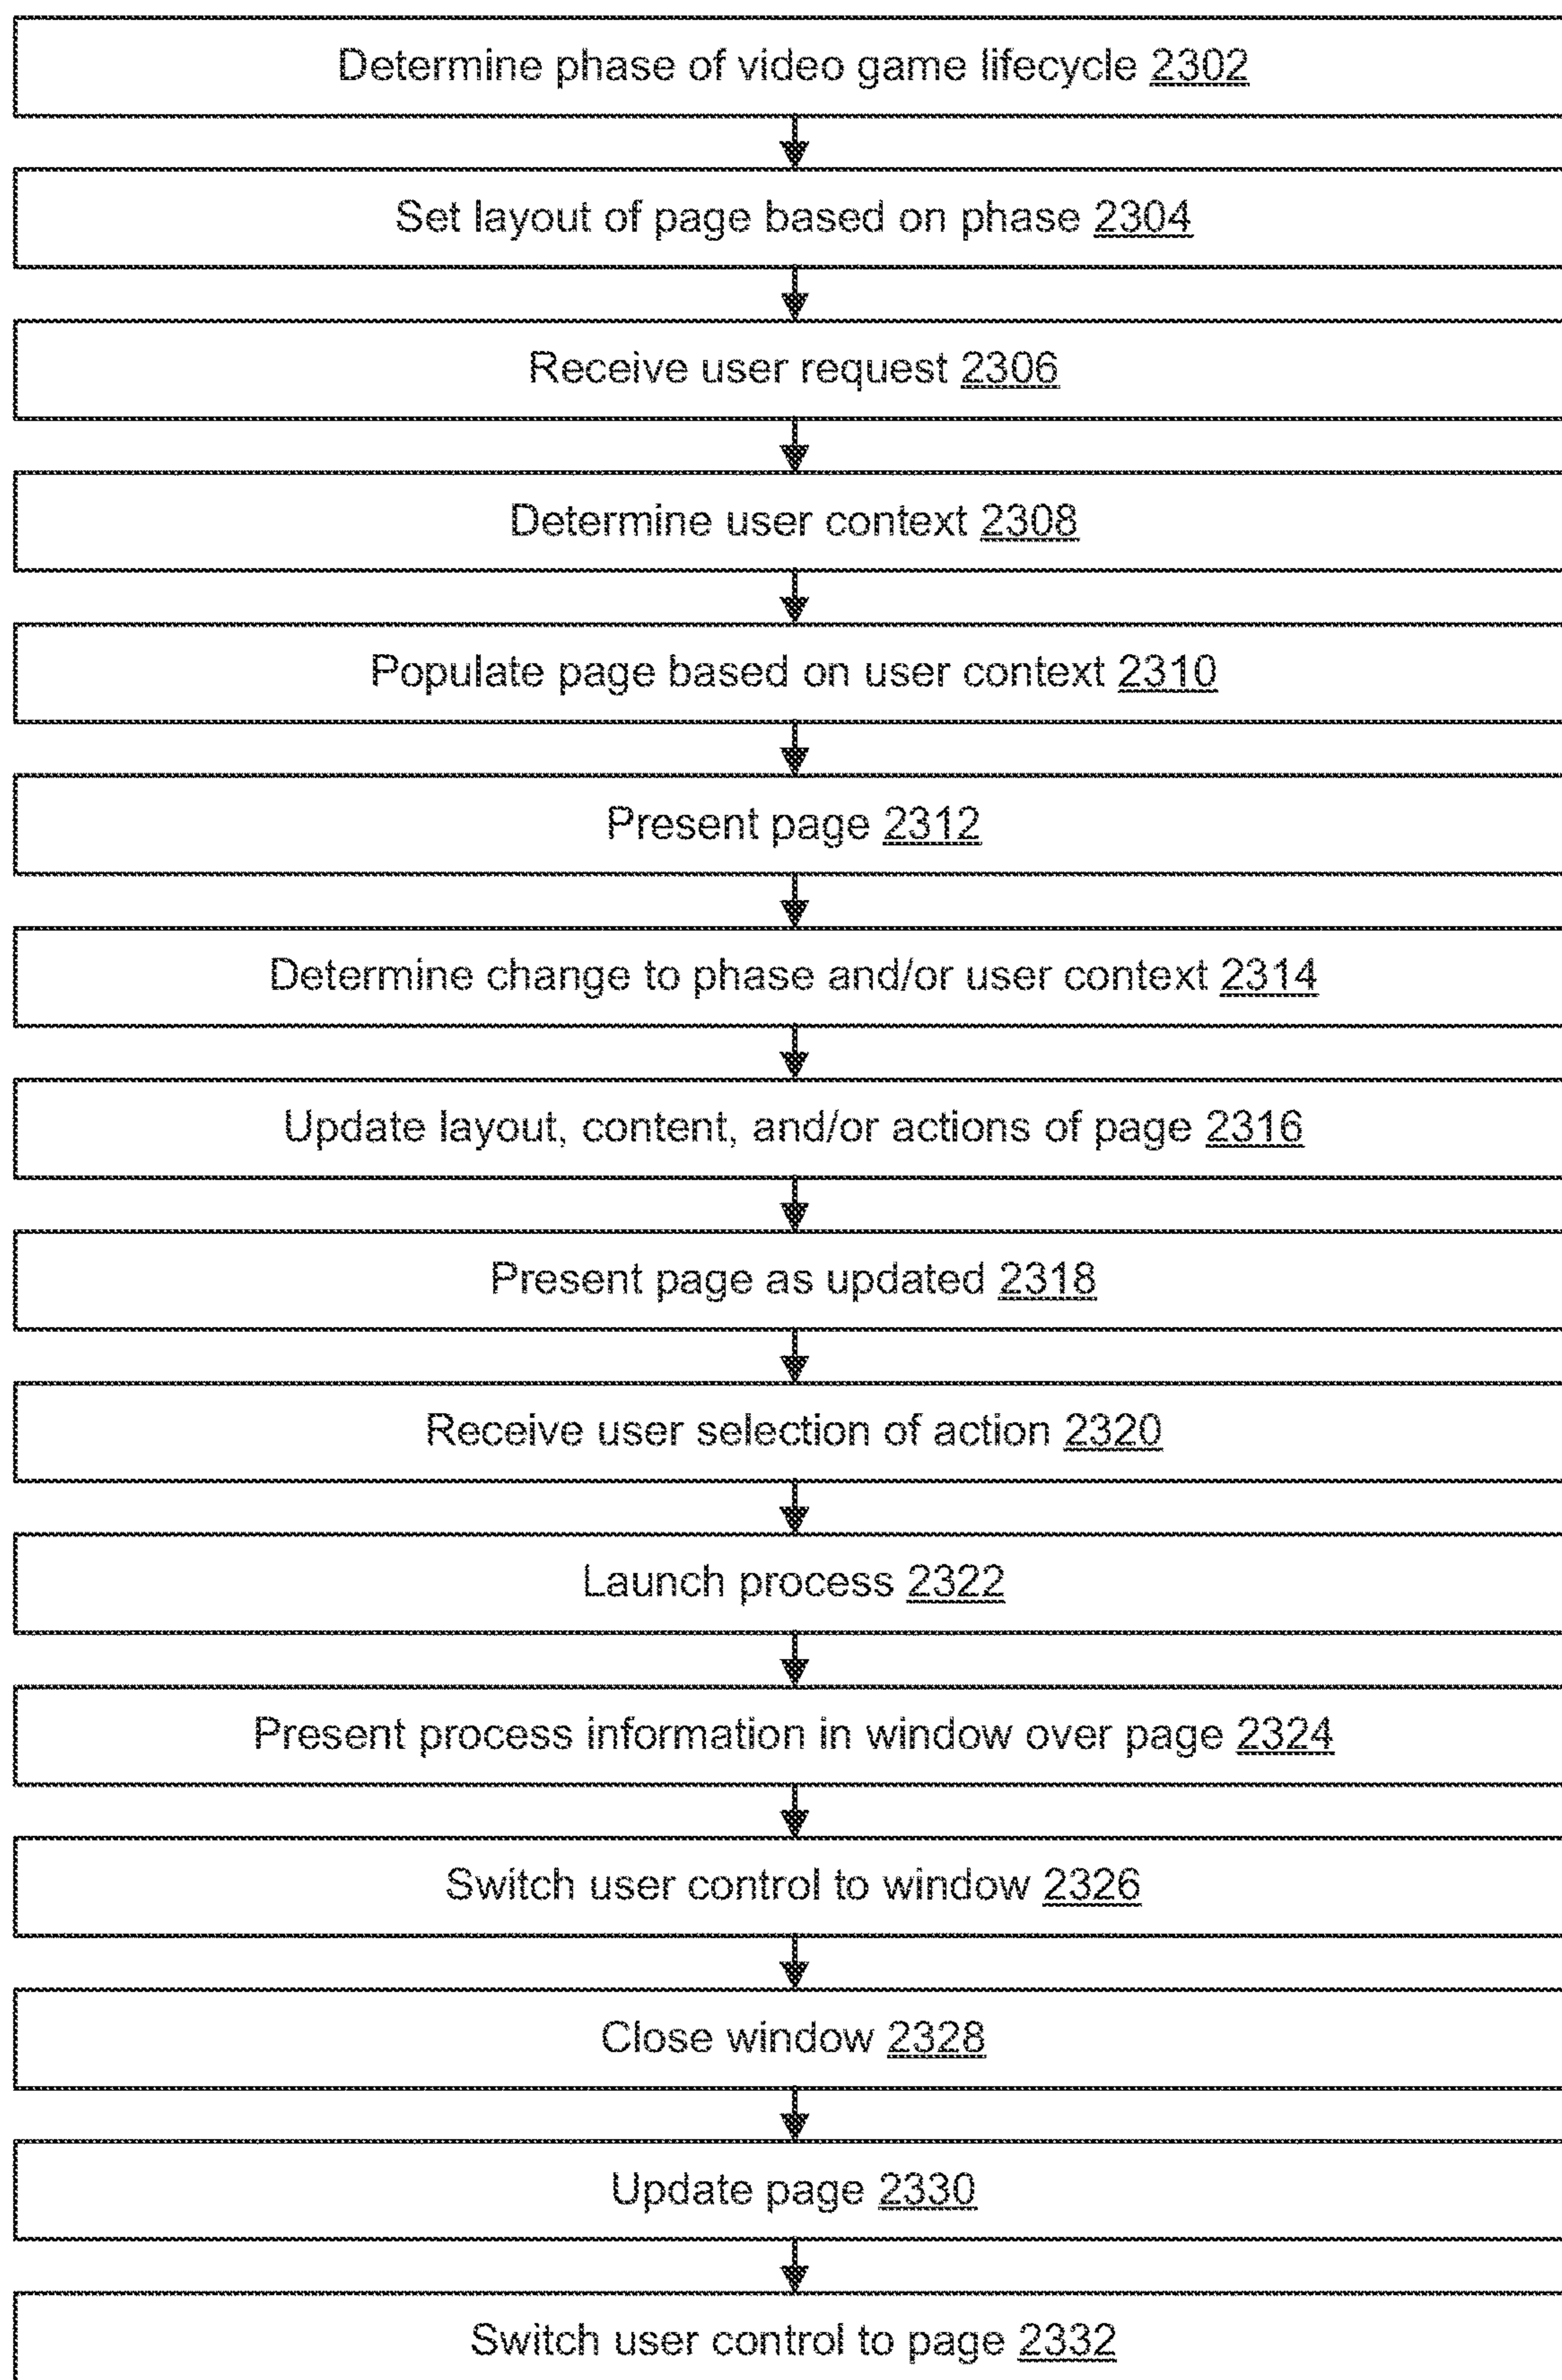 Determine phase of video game lifecycle 2302
Set layout of page based on phase 2304
Receive user request 2306
Determine user context 2308
Populate page based on user context 2310
Present page 2312
Determine change to phase and/or user context 2314
Update layout, content, and/or actions of page 2316
Present page as updated 2318
Receive user selection of action 2320
Launch process 2322
Present process information in window over page 2324
Switch user control to window 2326
Close window 2328
Update page 2330
Switch user control to page 2332